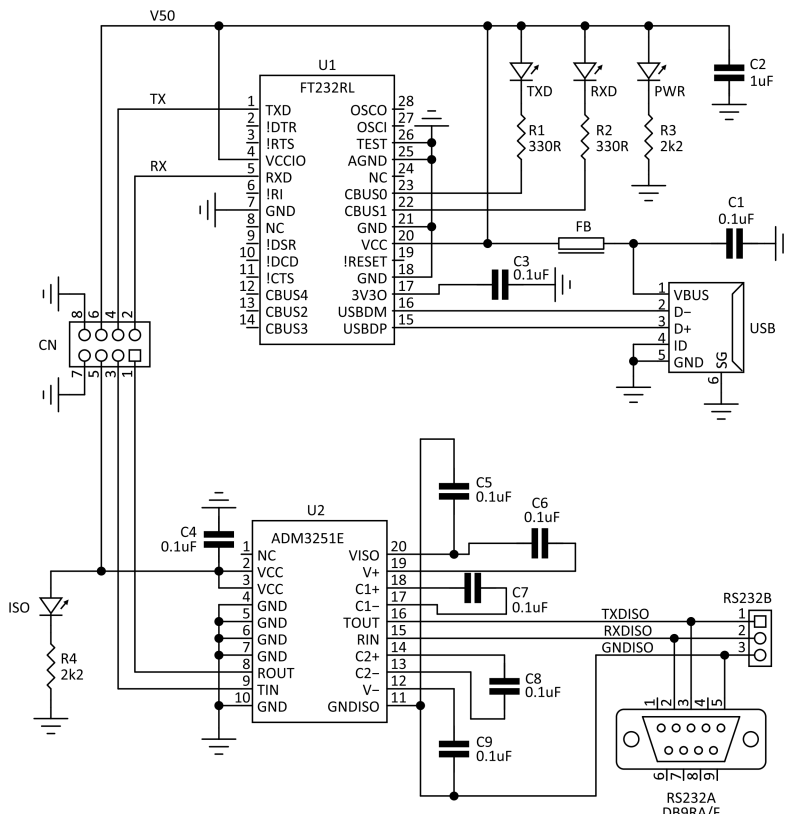 V50
U1
FT232RL
TX
RX
1 TXD
2 !DTR
3 !RTS
4 VCCIO
5 RXD
6 !RI
7 GND
8 NC
9 !DSR
10 !DCD
11 !CTS
12 CBUS4
13 CBUS2
14 CBUS3
OSCO 28
OSCI 27
TEST 26
AGND 25
NC 24
CBUS0 23
CBUS1 22
GND 21
VCC 20
!RESET 19
GND 18
3V3O 17
USBDM 16
USBDP 15
TXD
RXD
PWR
R1
330R
R2
330R
R3
2k2
C2
1uF
C1
0.1uF
FB
C3
0.1uF
1 VBUS
2 D−
3 D+
4 ID
5 GND
6 SG
USB
8 6 4 2
CN
7 5 3 1
U2
ADM3251E
C4
0.1uF
1 NC
2 VCC
3 VCC
4 GND
5 GND
6 GND
7 GND
8 ROUT
9 TIN
10 GND
VISO 20
V+ 19
C1+ 18
C1− 17
TOUT 16
RIN 15
C2+ 14
C2− 13
V− 12
GNDISO 11
ISO
R4
2k2
C5
0.1uF
C6
0.1uF
C7
0.1uF
C8
0.1uF
C9
0.1uF
TXDISO
RXDISO
GNDISO
RS232B
1
2
3
1 2 3 4 5
6 7 8 9
RS232A
DB9RA/F